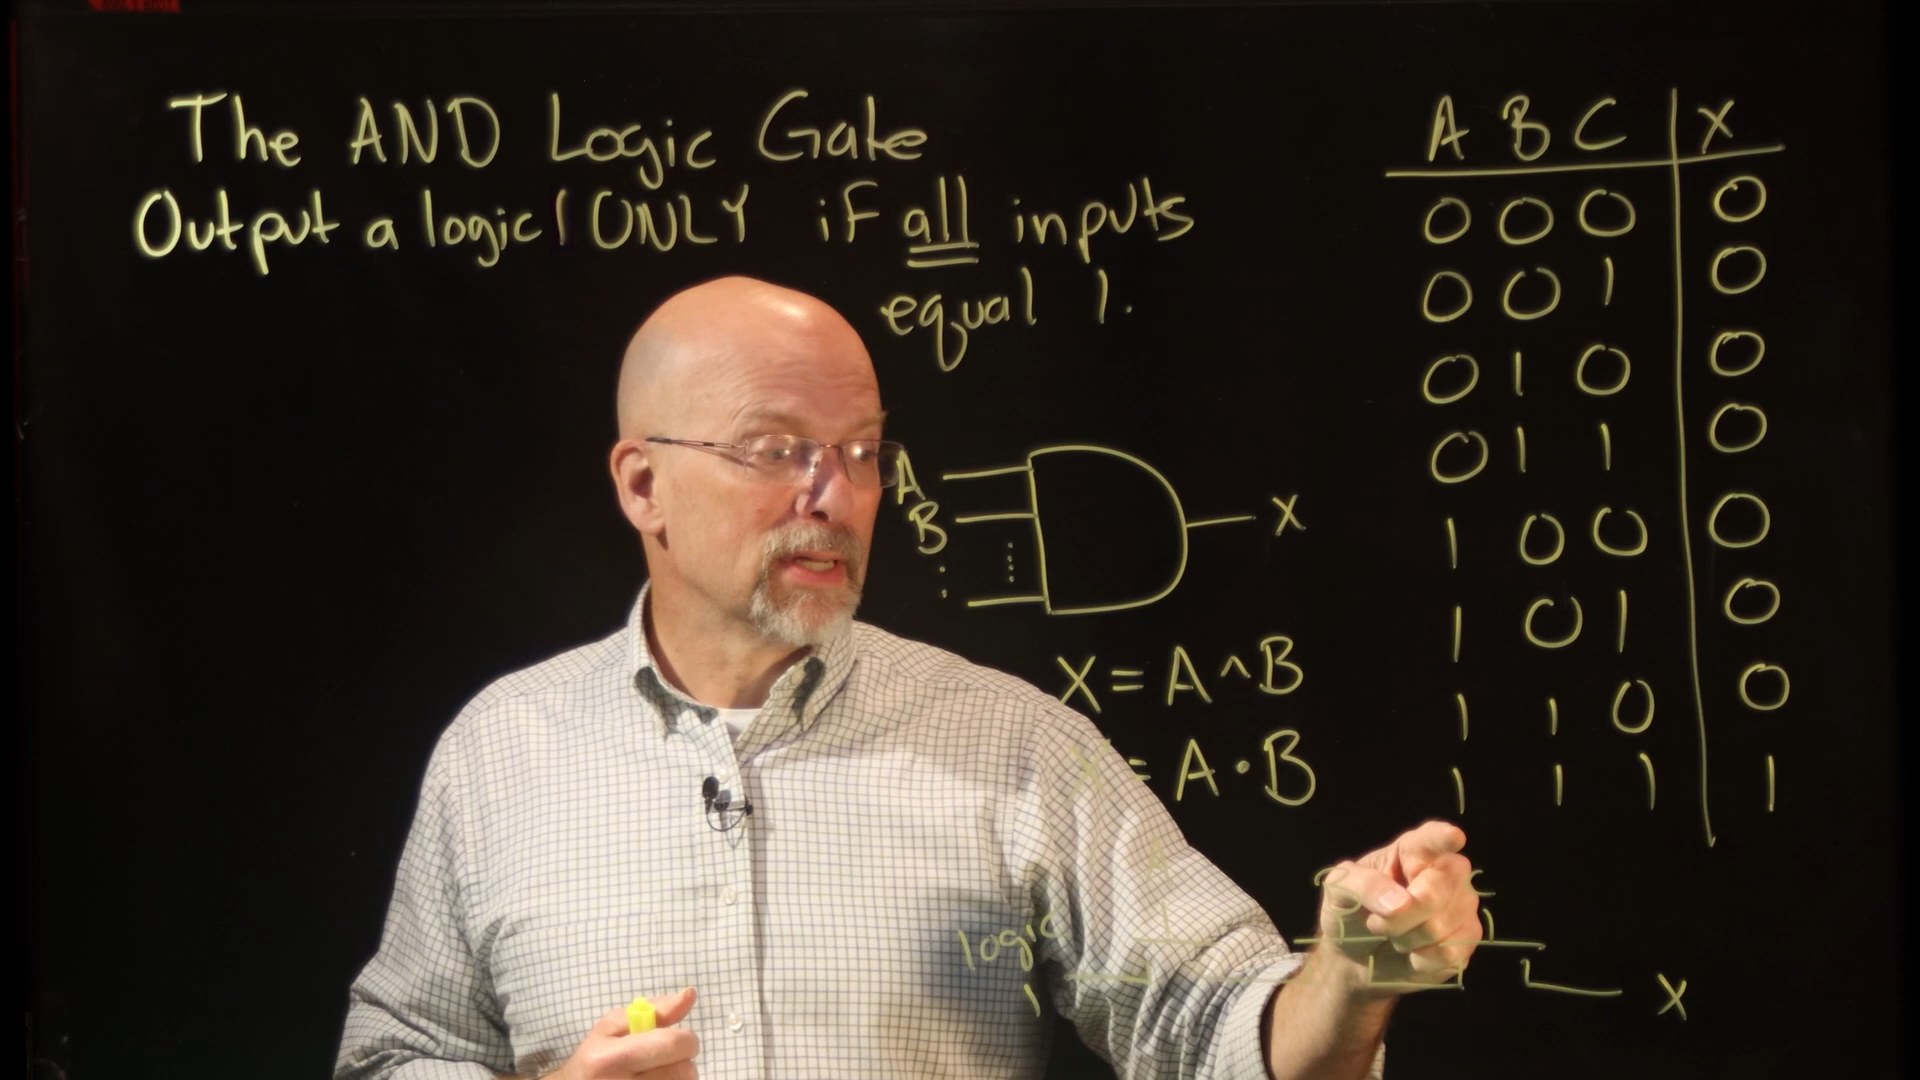 The AND Logic Gate
Output a logic 1 ONLY if all inputs
equal 1.
A B C X
0 0 0 0
0 0 1 0
0 1 0 0
0 1 1 0
1 0 0 0
1 0 1 0
1 1 0 0
1 1 1 1
A
B
X
X = A ^ B
X = A • B
A
C
logic
1
X